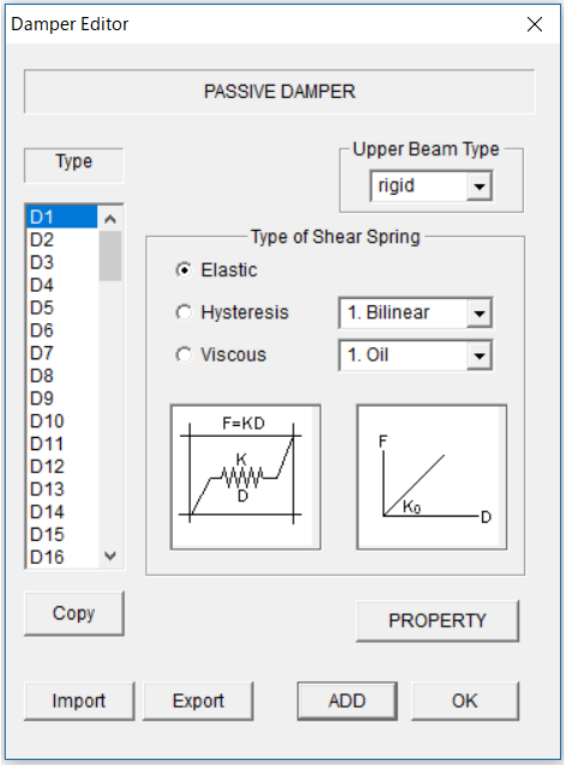 Damper Editor
PASSIVE DAMPER
Type
Upper Beam Type
rigid
D1
D2
D3
D4
D5
D6
D7
D8
D9
D10
D11
D12
D13
D14
D15
D16
Type of Shear Spring
Elastic
Hysteresis
1. Bilinear
Viscous
1. Oil
F=KD
K
D
F
K0
D
Copy
PROPERTY
Import
Export
ADD
OK